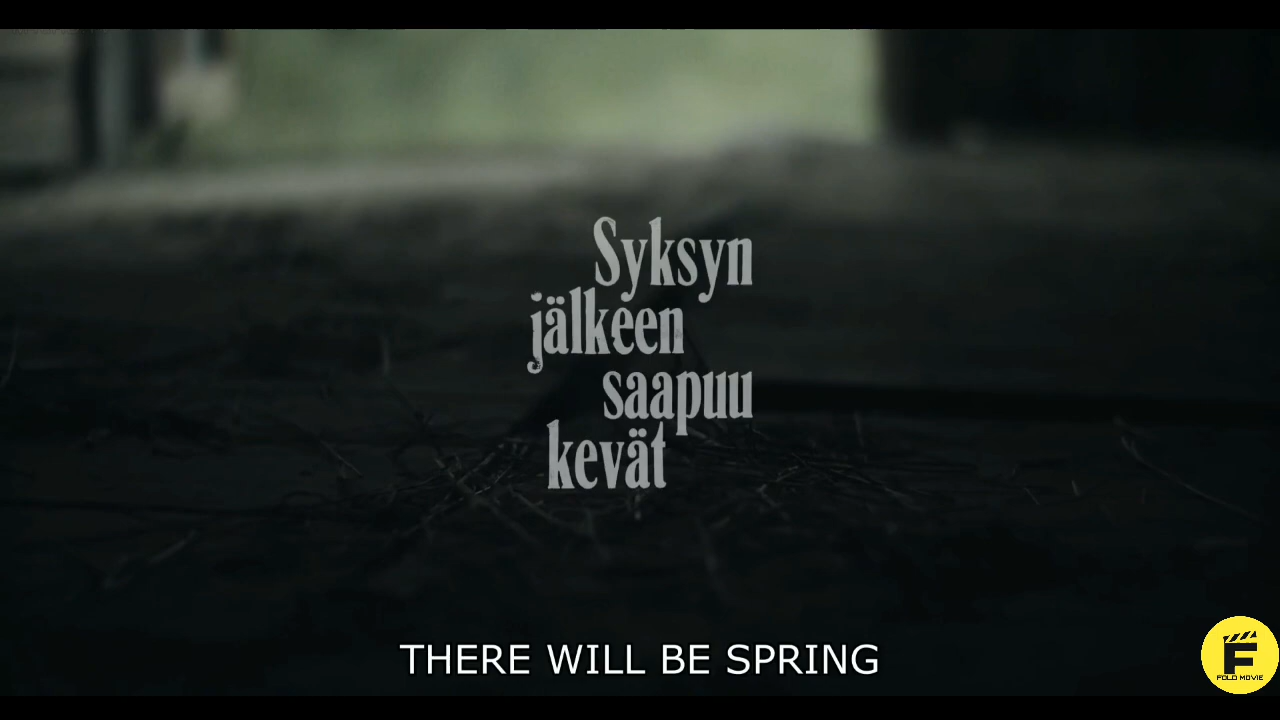 Syksyn
jälkeen
saapuu
kevät
THERE WILL BE SPRING
FOLO MOVIE